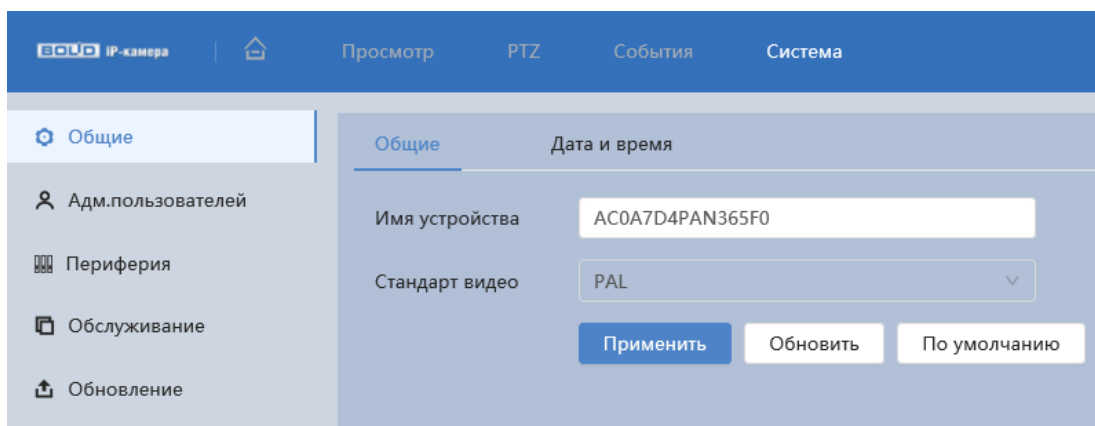 BOLID IP-камера Просмотр PTZ События Система
Общие
Адм.пользователей
Периферия
Обслуживание
Обновление
Общие Дата и время
Имя устройства AC0A7D4PAN365F0
Стандарт видео PAL
Применить Обновить По умолчанию